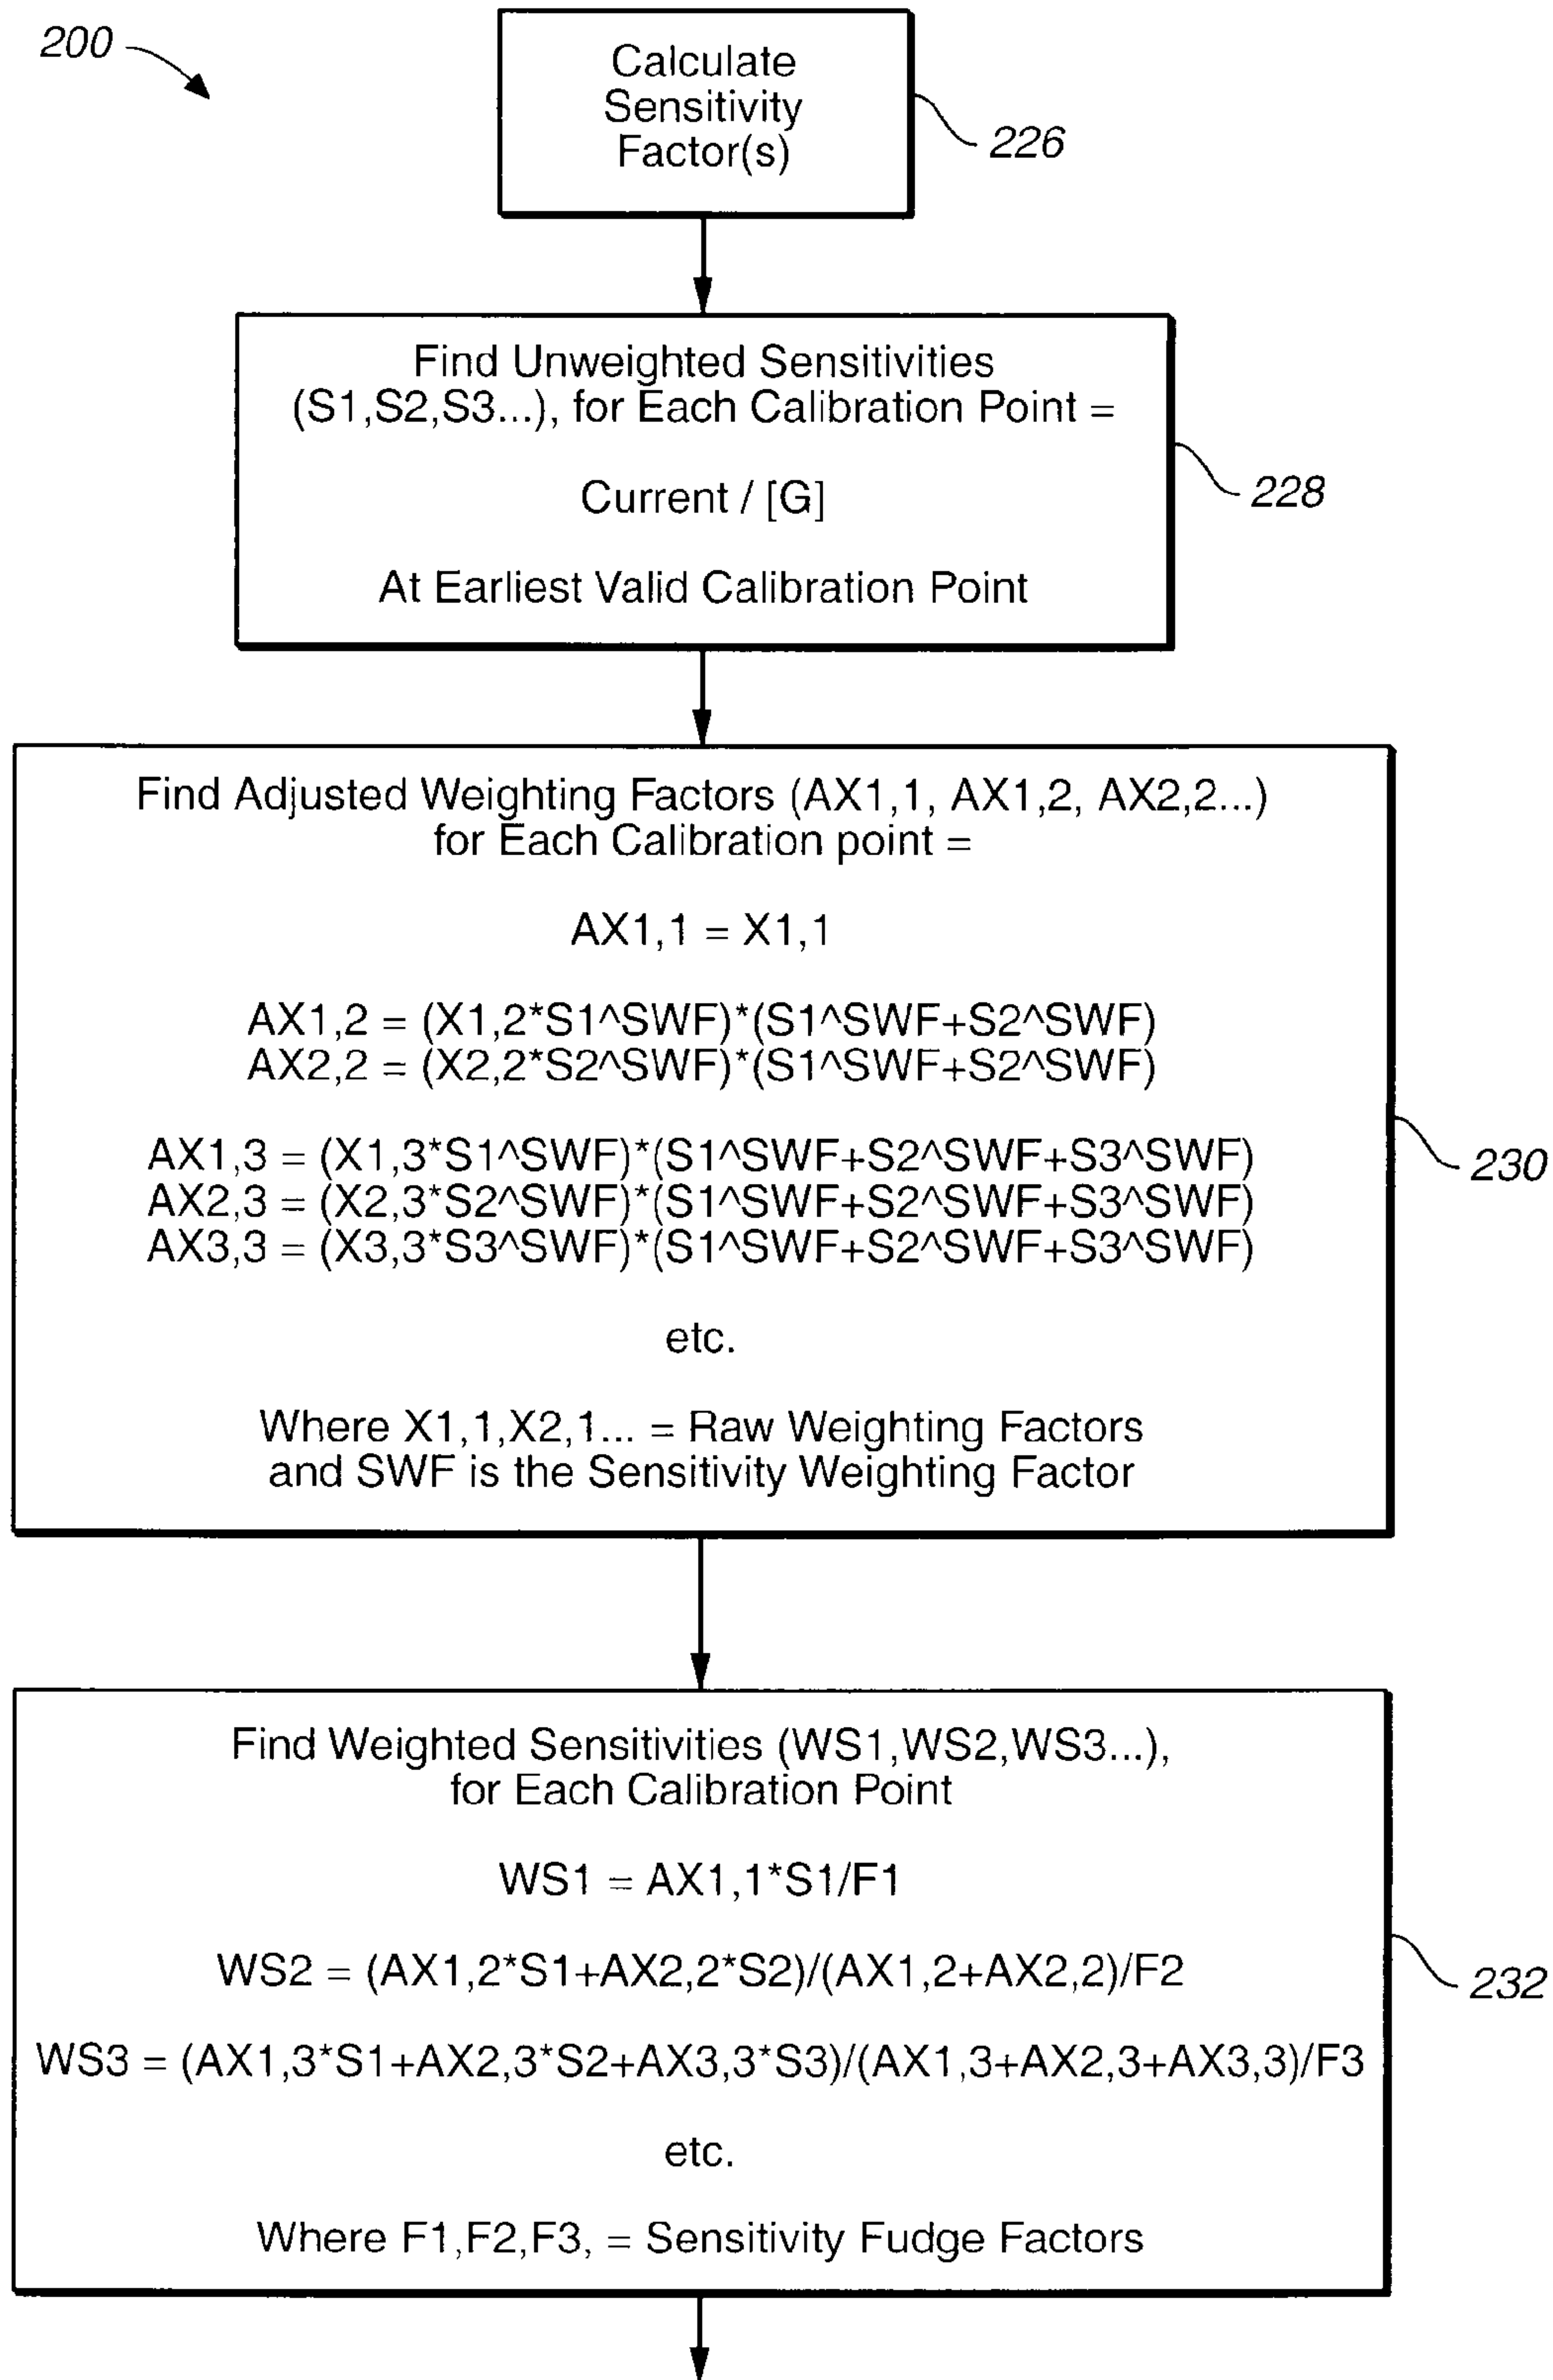 200
Calculate
Sensitivity
Factor(s)
226
Find Unweighted Sensitivities
(S1,S2,S3...), for Each Calibration Point =
Current / [G]
At Earliest Valid Calibration Point
228
Find Adjusted Weighting Factors (AX1,1, AX1,2, AX2,2...)
for Each Calibration point =
AX1,1 = X1,1
AX1,2 = (X1,2*S1^SWF)*(S1^SWF+S2^SWF)
AX2,2 = (X2,2*S2^SWF)*(S1^SWF+S2^SWF)
AX1,3 = (X1,3*S1^SWF)*(S1^SWF+S2^SWF+S3^SWF)
AX2,3 = (X2,3*S2^SWF)*(S1^SWF+S2^SWF+S3^SWF)
AX3,3 = (X3,3*S3^SWF)*(S1^SWF+S2^SWF+S3^SWF)
etc.
Where X1,1,X2,1... = Raw Weighting Factors
and SWF is the Sensitivity Weighting Factor
230
Find Weighted Sensitivities (WS1,WS2,WS3...),
for Each Calibration Point
WS1 = AX1,1*S1/F1
WS2 = (AX1,2*S1+AX2,2*S2)/(AX1,2+AX2,2)/F2
WS3 = (AX1,3*S1+AX2,3*S2+AX3,3*S3)/(AX1,3+AX2,3+AX3,3)/F3
etc.
Where F1,F2,F3, = Sensitivity Fudge Factors
232